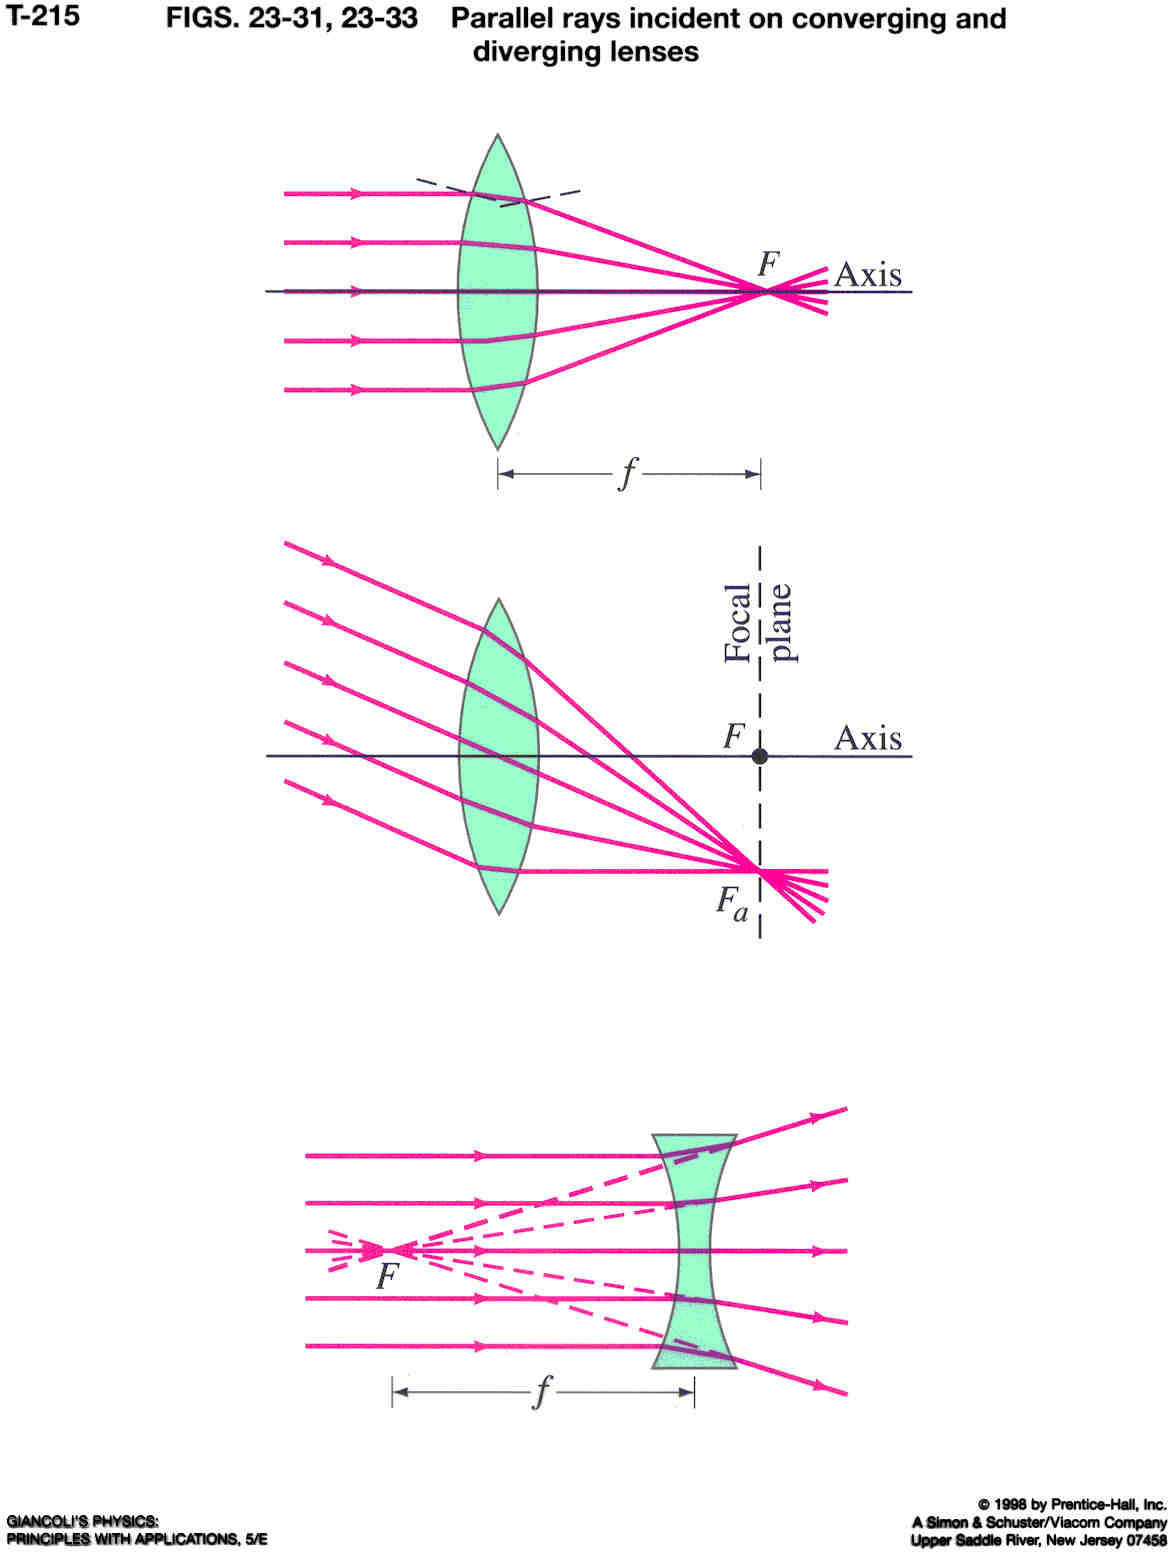 T-215 FIGS. 23-31, 23-33 Parallel rays incident on converging and
diverging lenses
F
Axis
f
Focal
plane
F
Axis
Fa
F
f
GIANCOLI'S PHYSICS:
PRINCIPLES WITH APPLICATIONS, 5/E
© 1998 by Prentice-Hall, Inc.
A Simon & Schuster/Viacom Company
Upper Saddle River, New Jersey 07458